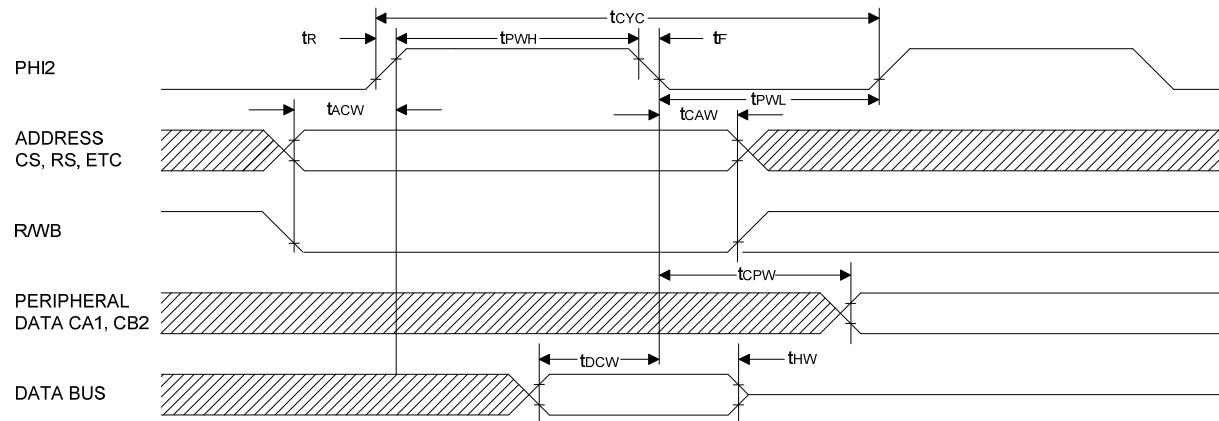 tCYC
tR
tPWH
tF
PHI2
tPWL
tACW
tCAW
ADDRESS
CS, RS, ETC
R/WB
tCPW
PERIPHERAL
DATA CA1, CB2
tDCW
tHW
DATA BUS